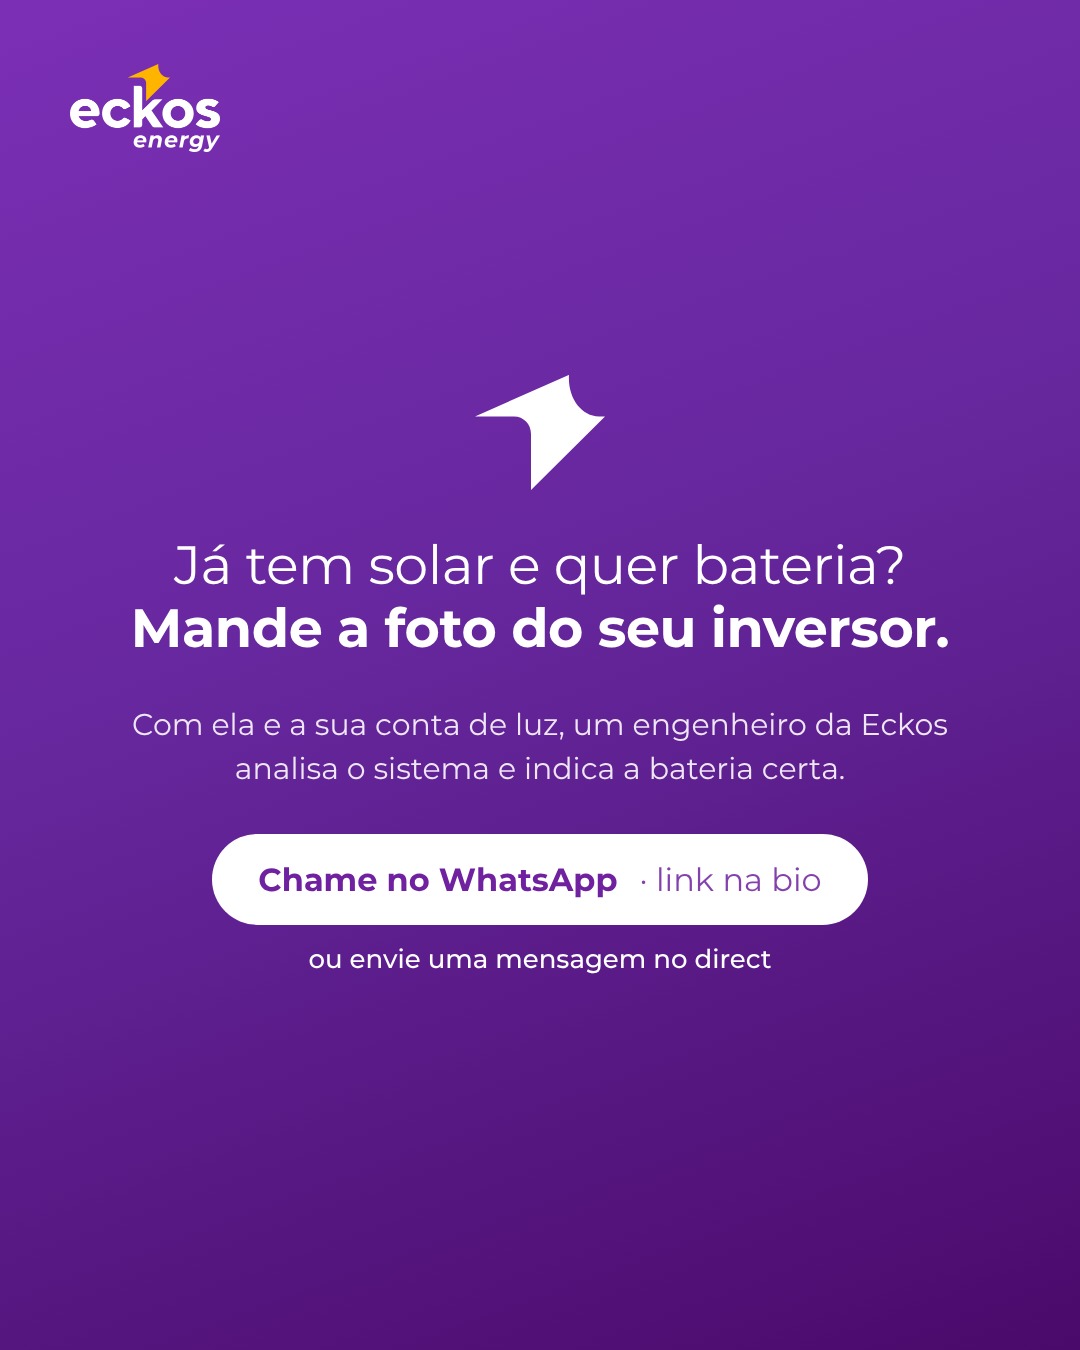 eckos
energy
Já tem solar e quer bateria?
Mande a foto do seu inversor.
Com ela e a sua conta de luz, um engenheiro da Eckos
analisa o sistema e indica a bateria certa.
Chame no WhatsApp · link na bio
ou envie uma mensagem no direct